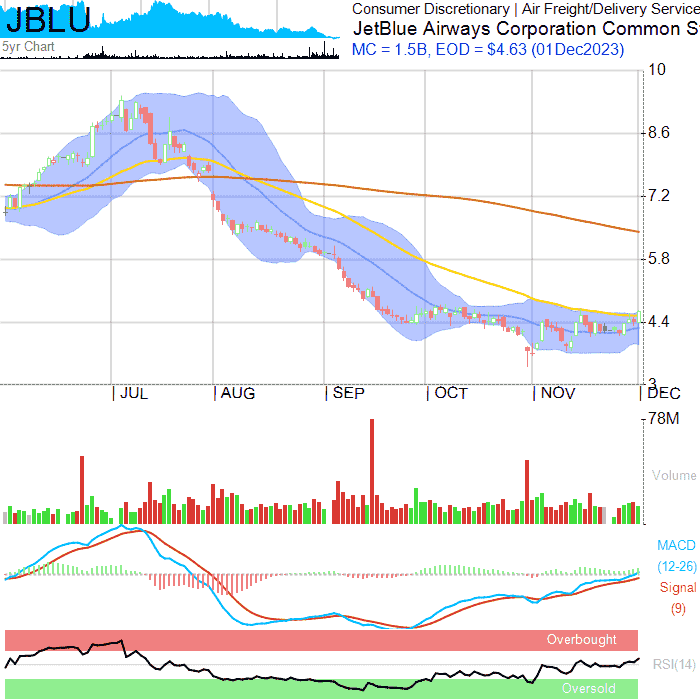 JBLU
5yr Chart
Consumer Discretionary | Air Freight/Delivery Service
JetBlue Airways Corporation Common St
MC = 1.5B, EOD = $4.63 (01Dec2023)
10
8.6
7.2
5.8
4.4
3
JUL AUG SEP OCT NOV DEC
78M
Volume
MACD
(12-26)
Signal
(9)
Overbought
RSI(14)
Oversold